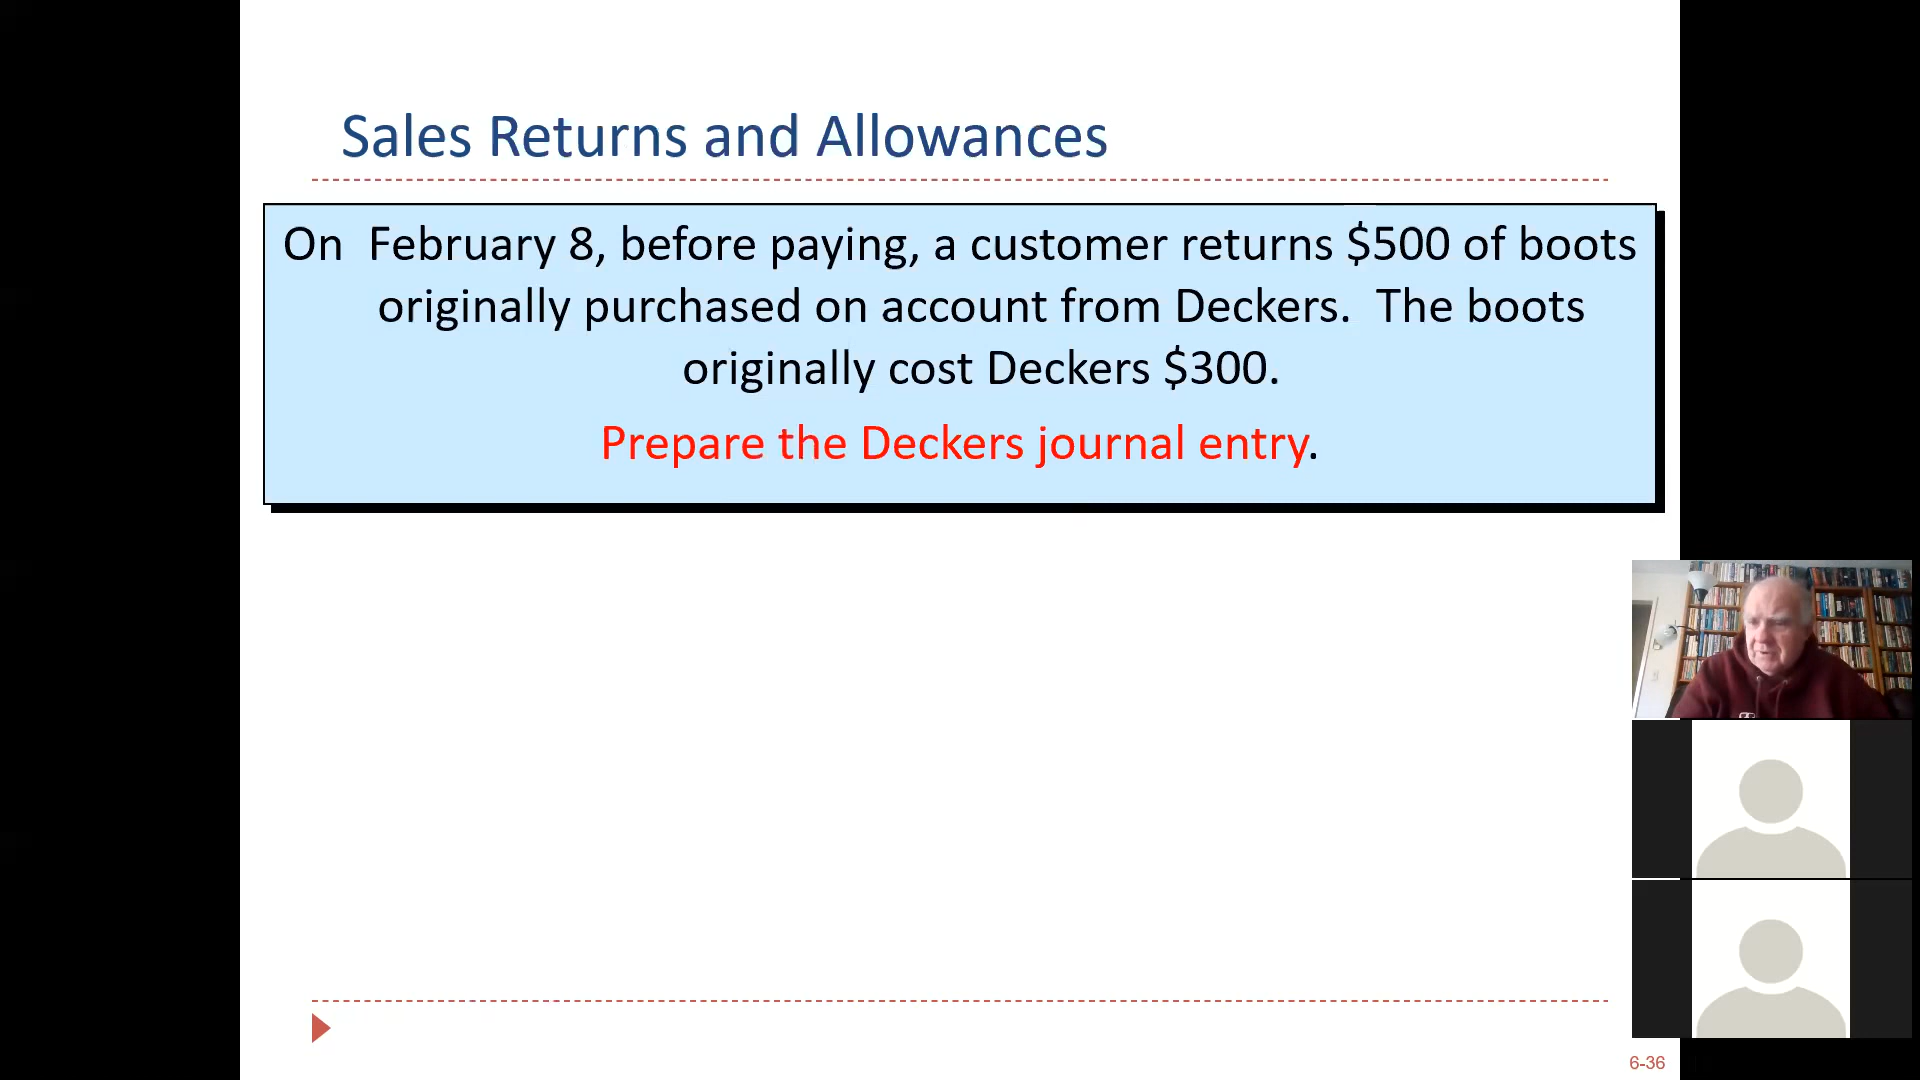 Sales Returns and Allowances
On February 8, before paying, a customer returns $500 of boots
originally purchased on account from Deckers. The boots
originally cost Deckers $300.
Prepare the Deckers journal entry.
6-36